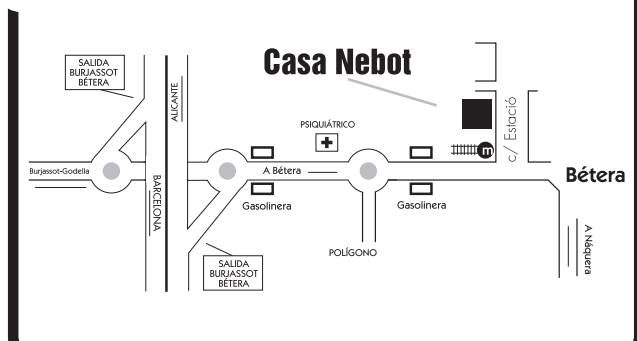 Casa Nebot
SALIDA
BURJASSOT
BÉTERA
ALICANTE
c/ Estació
PSIQUIÁTRICO
m
Burjassot-Godella
A Bétera
Bétera
BARCELONA
Gasolinera
Gasolinera
A Náquera
POLÍGONO
SALIDA
BURJASSOT
BÉTERA